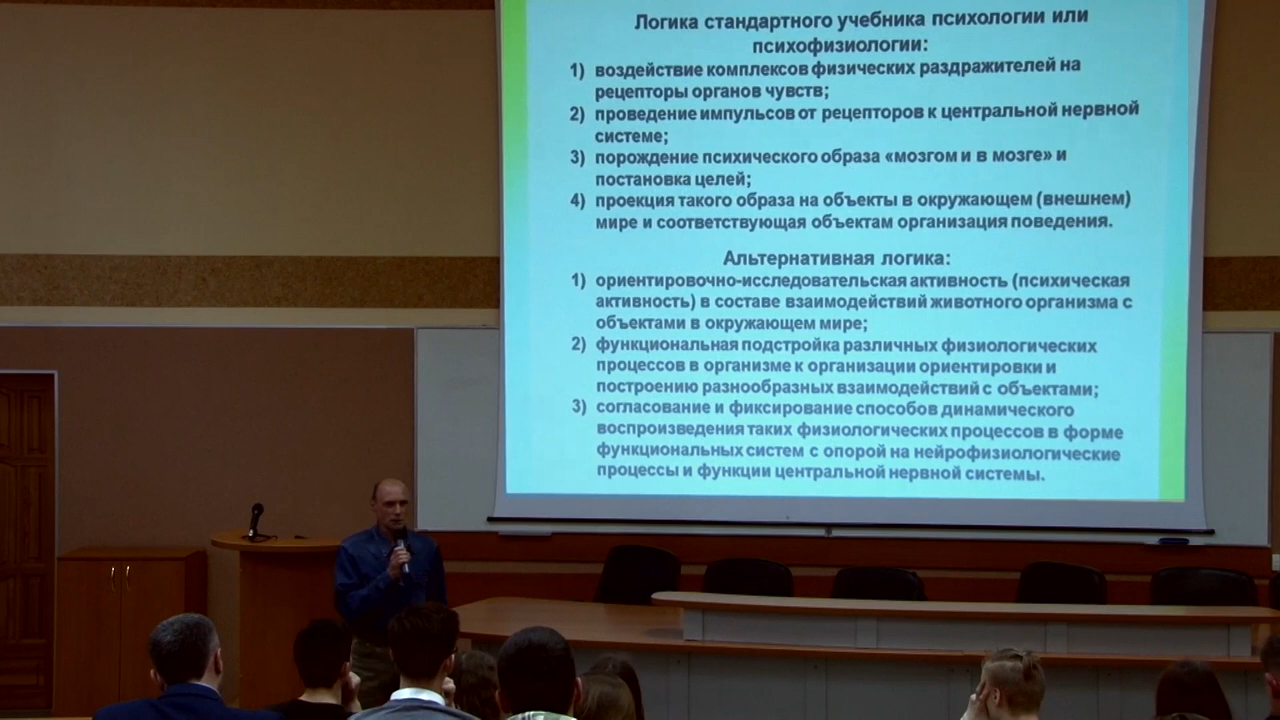 Логика стандартного учебника психологии или
психофизиологии:
1) воздействие комплексов физических раздражителей на
рецепторы органов чувств;
2) проведение импульсов от рецепторов к центральной нервной
системе;
3) порождение психического образа «мозгом и в мозге» и
постановка целей;
4) проекция такого образа на объекты в окружающем (внешнем)
мире и соответствующая объектам организация поведения.
Альтернативная логика:
1) ориентировочно-исследовательская активность (психическая
активность) в составе взаимодействий животного организма с
объектами в окружающем мире;
2) функциональная подстройка различных физиологических
процессов в организме к организации ориентировки и
построению разнообразных взаимодействий с объектами;
3) согласование и фиксирование способов динамического
воспроизведения таких физиологических процессов в форме
функциональных систем с опорой на нейрофизиологические
процессы и функции центральной нервной системы.